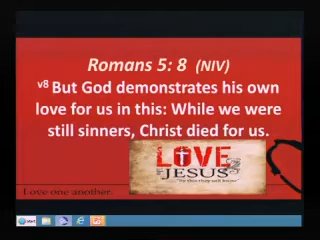 Romans 5: 8 (NIV)
v8 But God demonstrates his own
love for us in this: While we were
still sinners, Christ died for us.
LOVE
JESUS
Love one another.
start